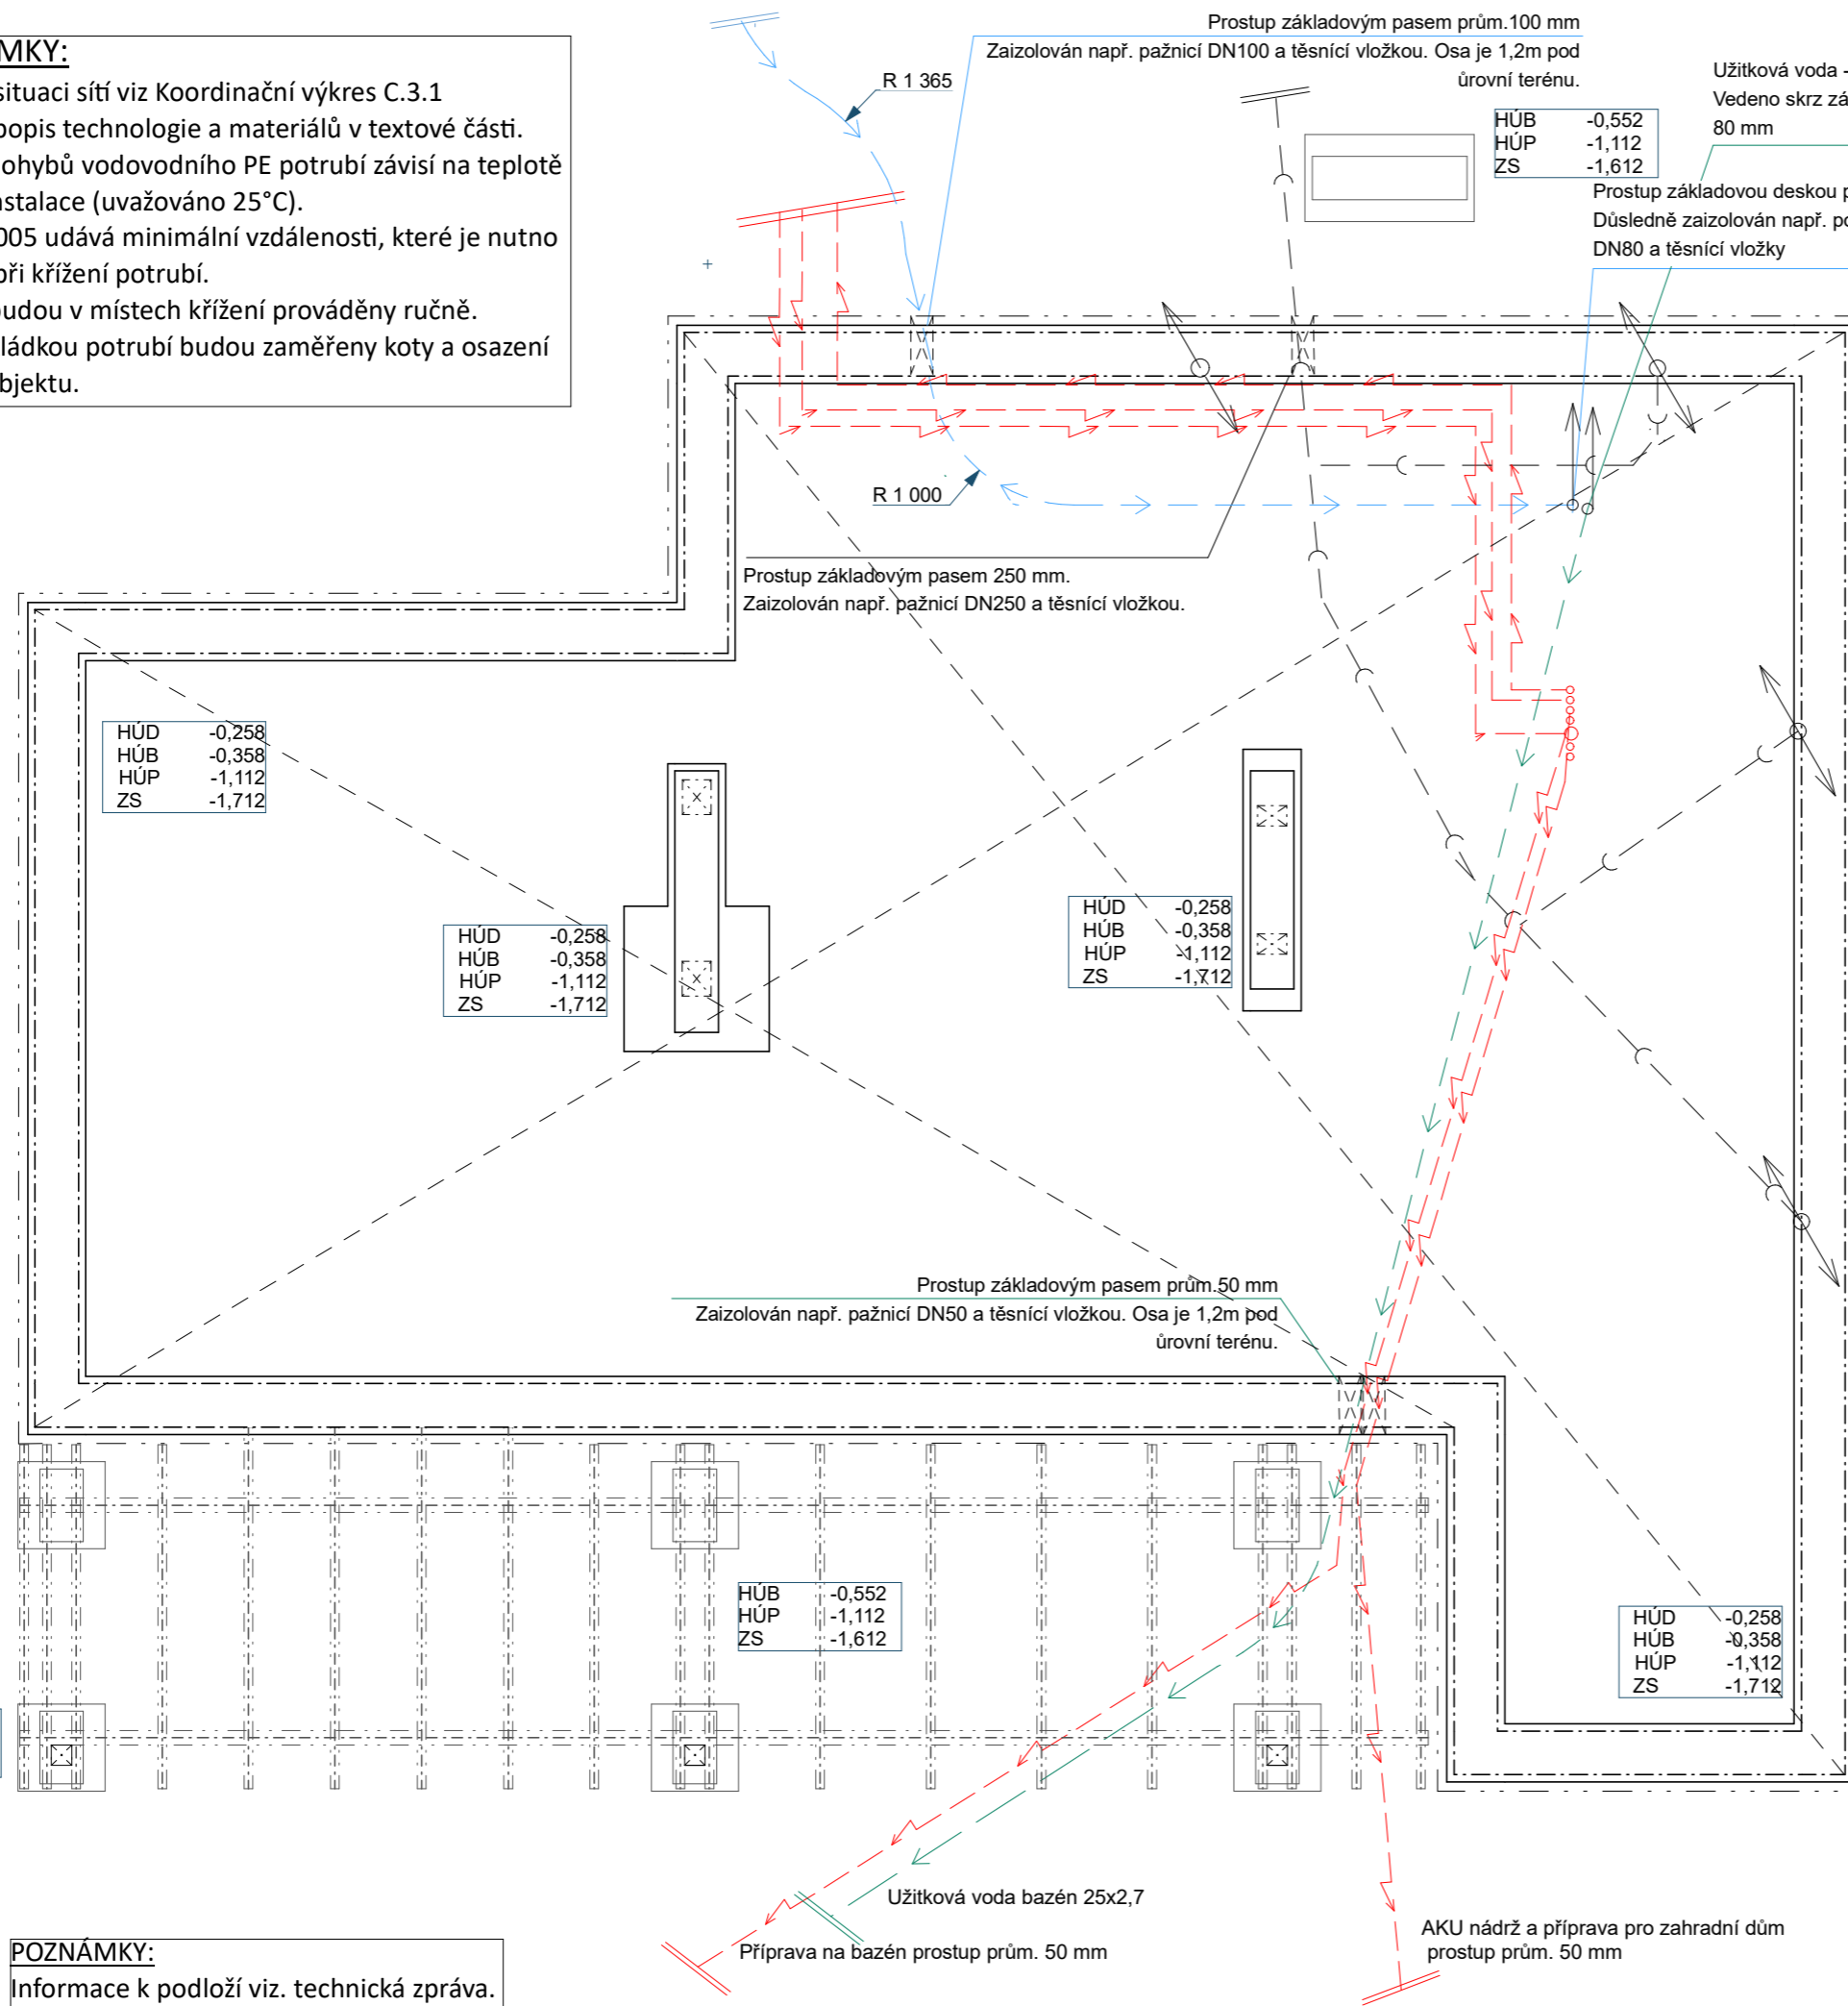 MKY:
situaci sítí viz Koordinační výkres C.3.1
popis technologie a materiálů v textové části.
ohybů vodovodního PE potrubí závisí na teplotě
nstalace (uvažováno 25°C).
005 udává minimální vzdálenosti, které je nutno
při křížení potrubí.
budou v místech křížení prováděny ručně.
ládkou potrubí budou zaměřeny koty a osazení
bjektu.
Prostup základovým pasem prům.100 mm
Zaizolován např. pažnicí DN100 a těsnící vložkou. Osa je 1,2m pod
úrovní terénu.
R 1 365
Užitková voda -
Vedeno skrz zá
80 mm
HÚB -0,552
HÚP -1,112
ZS -1,612
Prostup základovou deskou p
Důsledně zaizolován např. po
DN80 a těsnící vložky
R 1 000
Prostup základovým pasem 250 mm.
Zaizolován např. pažnicí DN250 a těsnící vložkou.
HÚD -0,258
HÚB -0,358
HÚP -1,112
ZS -1,712
HÚD -0,258
HÚB -0,358
HÚP -1,112
ZS -1,712
HÚD -0,258
HÚB -0,358
HÚP -1,112
ZS -1,712
Prostup základovým pasem prům.50 mm
Zaizolován např. pažnicí DN50 a těsnící vložkou. Osa je 1,2m pod
úrovní terénu.
HÚB -0,552
HÚP -1,112
ZS -1,612
HÚD -0,258
HÚB -0,358
HÚP -1,112
ZS -1,712
Užitková voda bazén 25x2,7
Příprava na bazén prostup prům. 50 mm
AKU nádrž a příprava pro zahradní dům
prostup prům. 50 mm
POZNÁMKY:
Informace k podloží viz. technická zpráva.